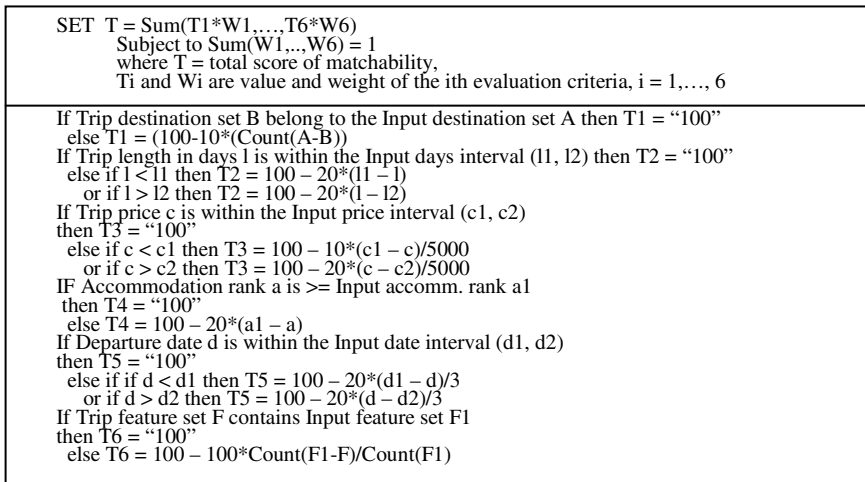 SET T = Sum(T1*W1,…,T6*W6)
Subject to Sum(W1,..,W6) = 1
where T = total score of matchability,
Ti and Wi are value and weight of the ith evaluation criteria, i = 1,…, 6
If Trip destination set B belong to the Input destination set A then T1 = “100”
else T1 = (100-10*(Count(A-B))
If Trip length in days l is within the Input days interval (l1, l2) then T2 = “100”
else if l < l1 then T2 = 100 – 20*(l1 – l)
or if l > l2 then T2 = 100 – 20*(l – l2)
If Trip price c is within the Input price interval (c1, c2)
then T3 = “100”
else if c < c1 then T3 = 100 – 10*(c1 – c)/5000
or if c > c2 then T3 = 100 – 20*(c – c2)/5000
IF Accommodation rank a is >= Input accomm. rank a1
then T4 = “100”
else T4 = 100 – 20*(a1 – a)
If Departure date d is within the Input date interval (d1, d2)
then T5 = “100”
else if if d < d1 then T5 = 100 – 20*(d1 – d)/3
or if d > d2 then T5 = 100 – 20*(d – d2)/3
If Trip feature set F contains Input feature set F1
then T6 = “100”
else T6 = 100 – 100*Count(F1-F)/Count(F1)